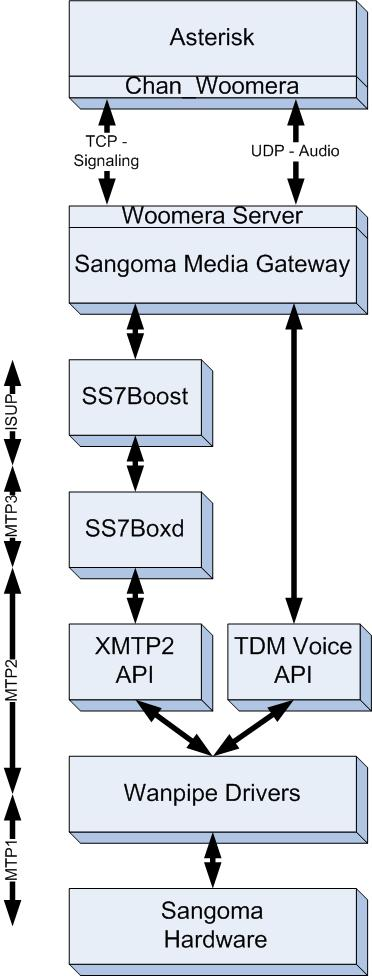 Asterisk
Chan_Woomera
TCP -
Signaling
UDP - Audio
Woomera Server
Sangoma Media Gateway
ISUP
SS7Boost
MTP3
SS7Boxd
MTP2
XMTP2
API
TDM Voice
API
MTP1
Wanpipe Drivers
Sangoma
Hardware